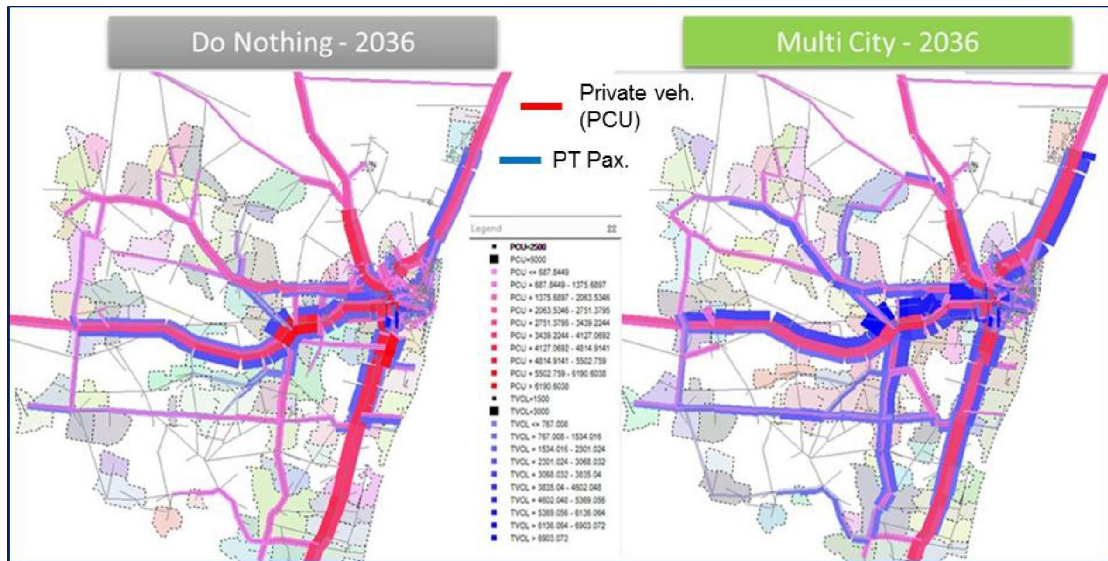 Do Nothing - 2036
Multi City - 2036
Private veh.
(PCU)
PT Pax.
Legend
PCU=2500
PCU=5000
PCU <= 687.8449
PCU = 687.8449 - 1375.6897
PCU = 1375.6897 - 2063.5346
PCU = 2063.5346 - 2751.3795
PCU = 2751.3795 - 3439.2244
PCU = 3439.2244 - 4127.0692
PCU = 4127.0692 - 4814.9141
PCU = 4814.9141 - 5502.759
PCU = 5502.759 - 6190.6038
PCU > 6190.6038
TVOL=1500
TVOL=3000
TVOL <= 767.008
TVOL = 767.008 - 1534.016
TVOL = 1534.016 - 2301.024
TVOL = 2301.024 - 3068.032
TVOL = 3068.032 - 3835.04
TVOL = 3835.04 - 4602.048
TVOL = 4602.048 - 5369.056
TVOL = 5369.056 - 6136.064
TVOL = 6136.064 - 6903.072
TVOL > 6903.072